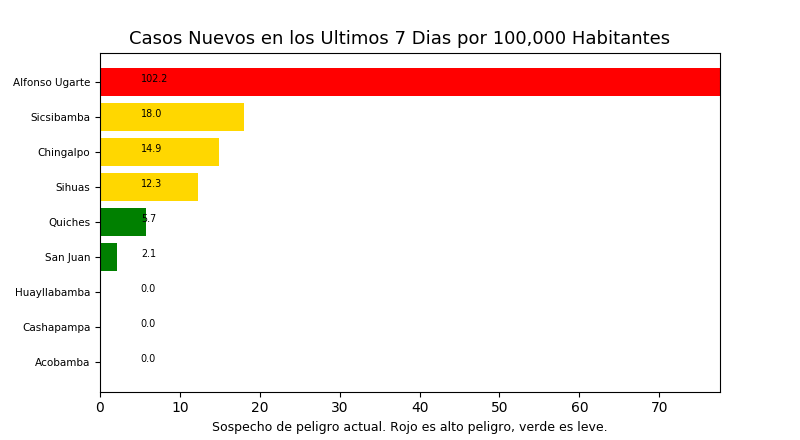 Casos Nuevos en los Ultimos 7 Dias por 100,000 Habitantes
Alfonso Ugarte 102.2
Sicsibamba 18.0
Chingalpo 14.9
Sihuas 12.3
Quiches 5.7
San Juan 2.1
Huayllabamba 0.0
Cashapampa 0.0
Acobamba 0.0
0 10 20 30 40 50 60 70
Sospecho de peligro actual. Rojo es alto peligro, verde es leve.